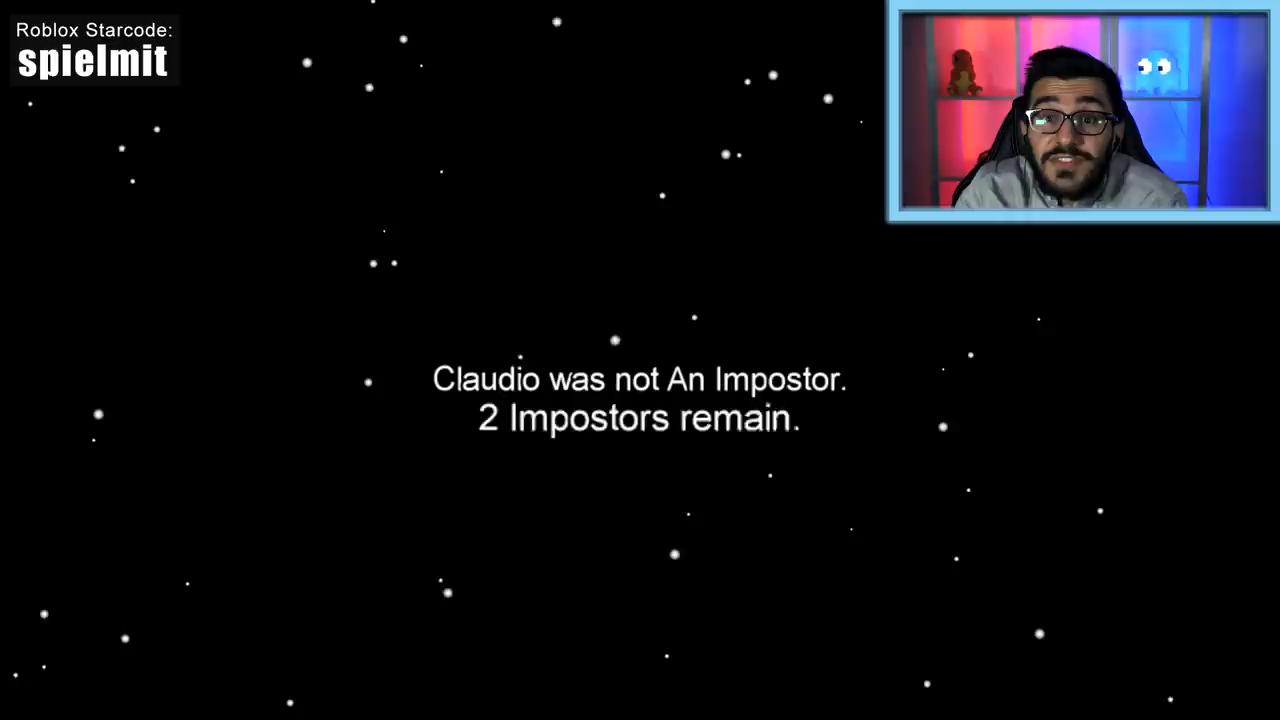 Roblox Starcode:
spielmit
Claudio was not An Impostor.
2 Impostors remain.